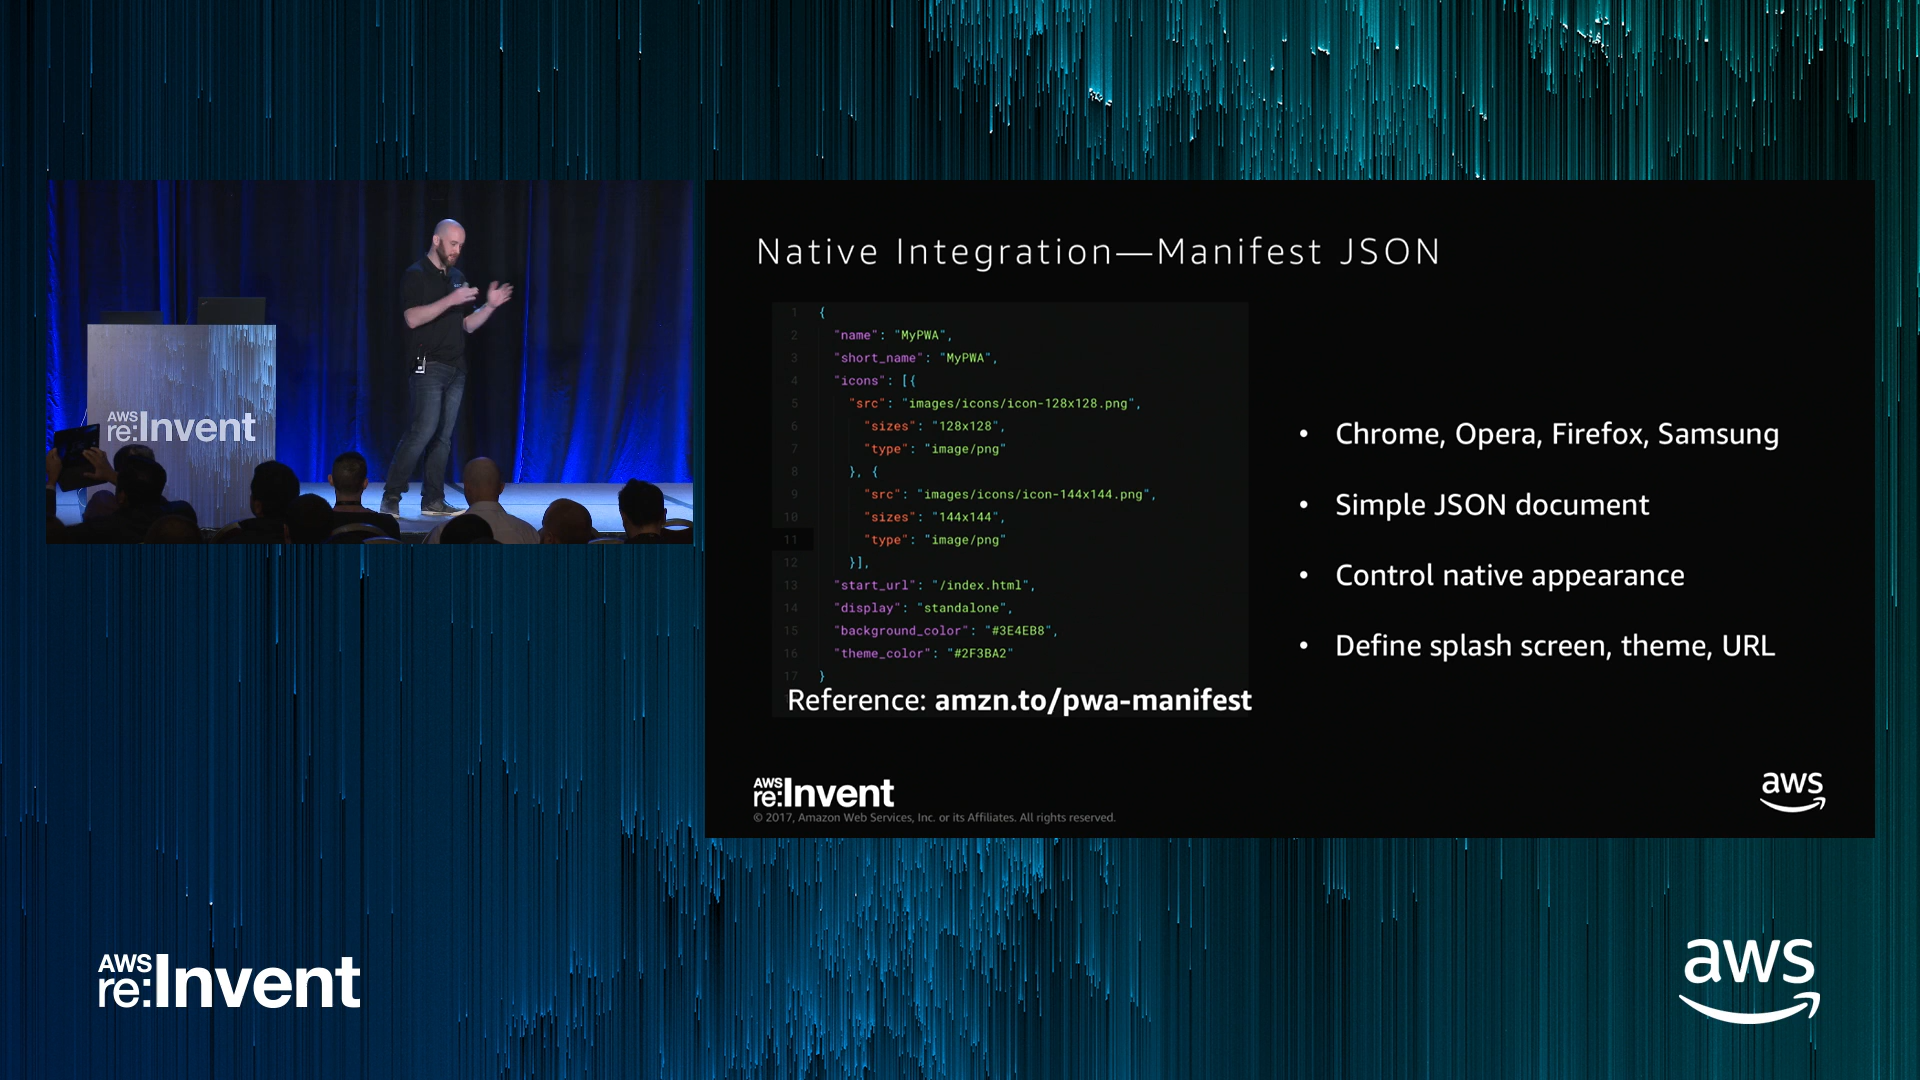 AWS
re:Invent
Native Integration—Manifest JSON
1 {
2 "name": "MyPWA",
3 "short_name": "MyPWA",
4 "icons": [{
5 "src": "images/icons/icon-128x128.png",
6 "sizes": "128x128",
7 "type": "image/png"
8 }, {
9 "src": "images/icons/icon-144x144.png",
10 "sizes": "144x144",
11 "type": "image/png"
12 }],
13 "start_url": "/index.html",
14 "display": "standalone",
15 "background_color": "#3E4EB8",
16 "theme_color": "#2F3BA2"
17 }
Reference: amzn.to/pwa-manifest
• Chrome, Opera, Firefox, Samsung
• Simple JSON document
• Control native appearance
• Define splash screen, theme, URL
AWS
re:Invent
© 2017, Amazon Web Services, Inc. or its Affiliates. All rights reserved.
aws
AWS
re:Invent
aws